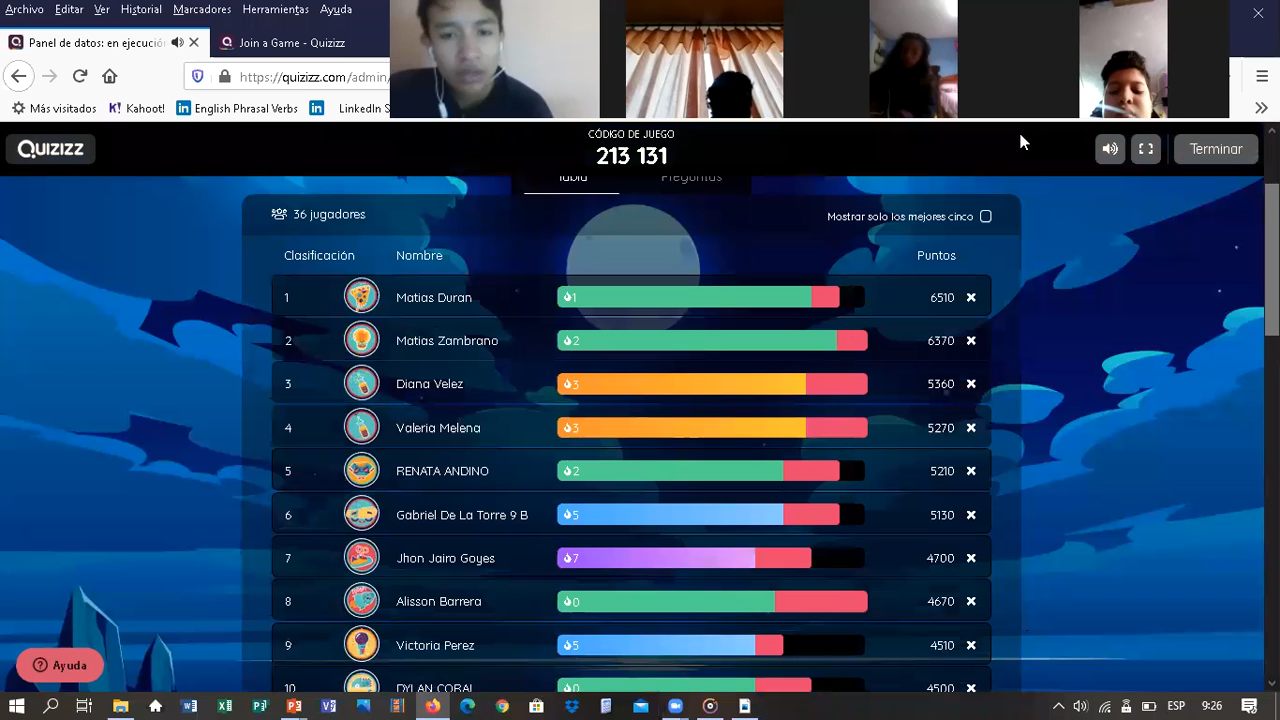 Archivo Editar Ver Historial Marcadores Herramientas Ayuda
Panel de datos: en ejecució
Join a Game - Quizizz
https://quizizz.com/admin/
Más visitados Kahoot! English Phrasal Verbs LinkedIn S
Quizizz
CÓDIGO DE JUEGO
213 131
Terminar
Tabla Preguntas
36 jugadores
Mostrar solo los mejores cinco
Clasificación Nombre Puntos
1 Matias Duran 1 6510
2 Matias Zambrano 2 6370
3 Diana Velez 3 5360
4 Valeria Melena 3 5270
5 RENATA ANDINO 2 5210
6 Gabriel De La Torre 9 B 5 5130
7 Jhon Jairo Goyes 7 4700
8 Alisson Barrera 0 4670
9 Victoria Perez 5 4510
10 DYLAN CORAL 0 4500
Ayuda
ESP 9:26